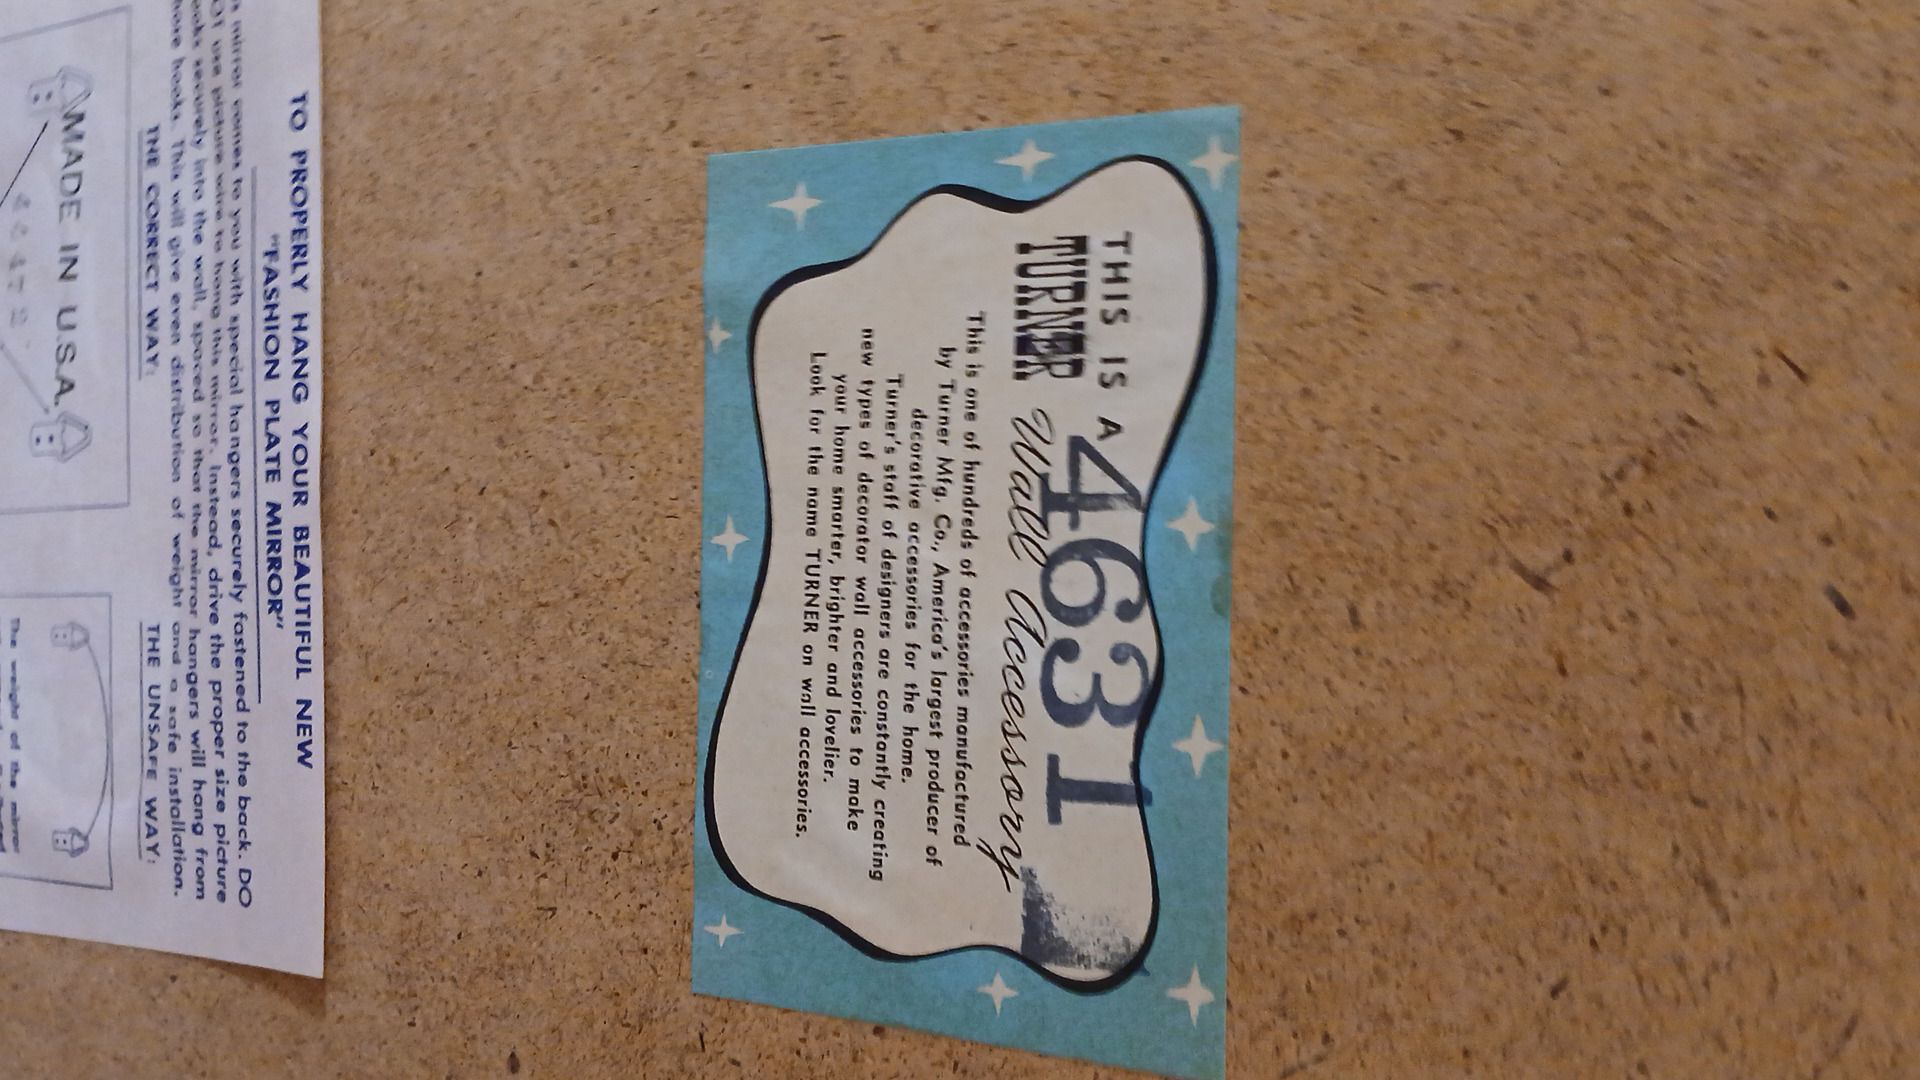 TO PROPERLY HANG YOUR BEAUTIFUL NEW
"FASHION PLATE MIRROR"
mirror comes to you with special hangers securely fastened to the back. DO
use picture wire to hang this mirror. Instead, drive the proper size picture
securely into the wall, spaced so that the mirror hangers will hang from
hooks. This will give even distribution of weight and a safe installation.
THE CORRECT WAY:
THE UNSAFE WAY:
MADE IN U.S.A.
The weight of the mirror
THIS IS A
4631
TURNER Wall Accessory
This is one of hundreds of accessories manufactured
by Turner Mfg. Co., America's largest producer of
decorative accessories for the home.
Turner's staff of designers are constantly creating
new types of decorator wall accessories to make
your home smarter, brighter and lovelier.
Look for the name TURNER on wall accessories.